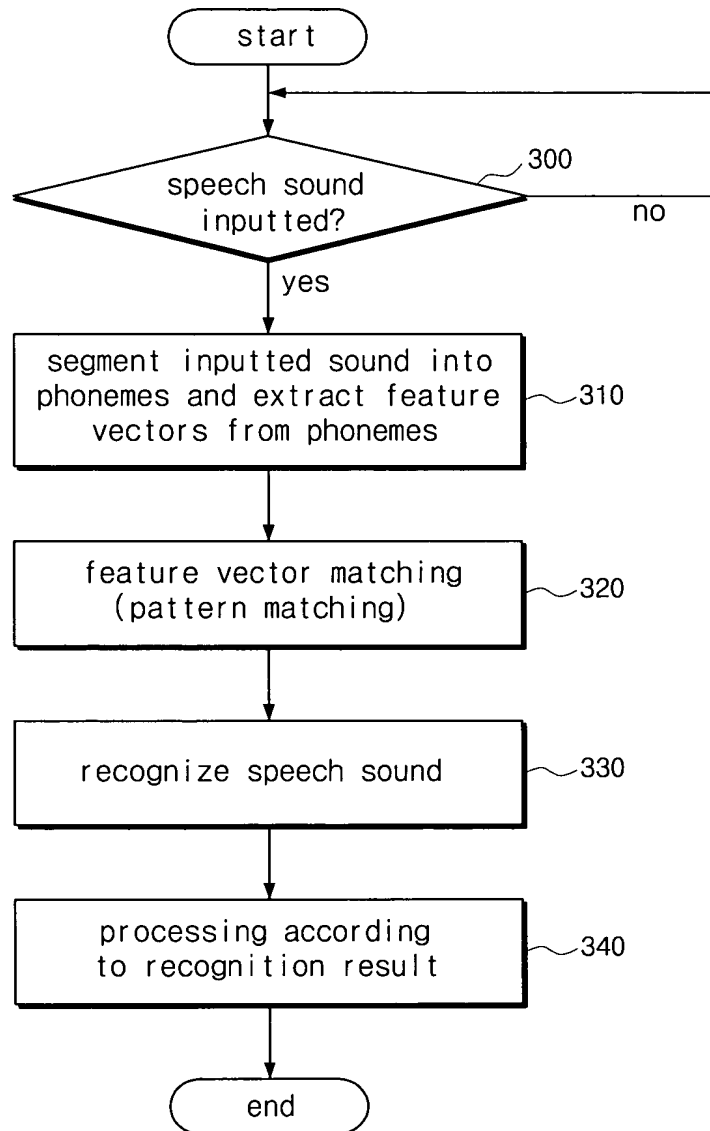 start
300
speech sound
inputted?
no
yes
segment inputted sound into
phonemes and extract feature
vectors from phonemes
310
feature vector matching
(pattern matching)
320
recognize speech sound
330
processing according
to recognition result
340
end